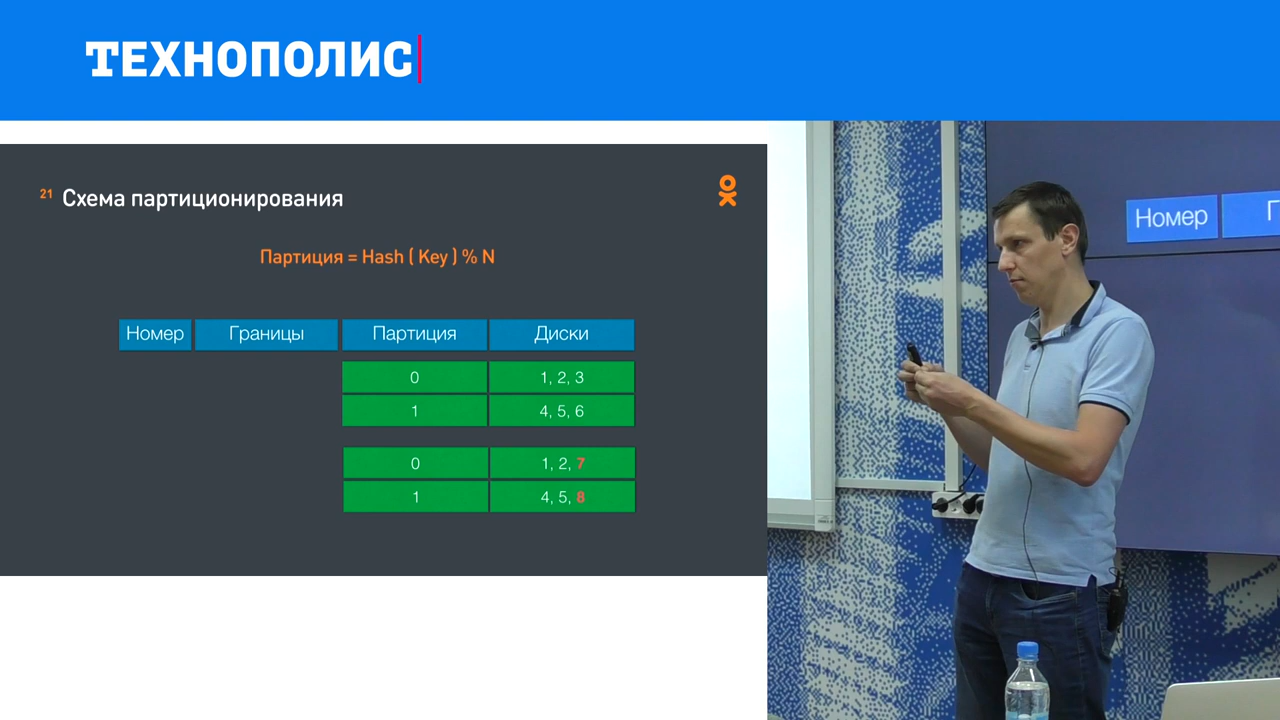 ТЕХНОПОЛИС
21 Схема партиционирования
Партиция = Hash ( Key ) % N
Номер Границы Партиция Диски
0 1, 2, 3
1 4, 5, 6
0 1, 2, 7
1 4, 5, 8
Номер